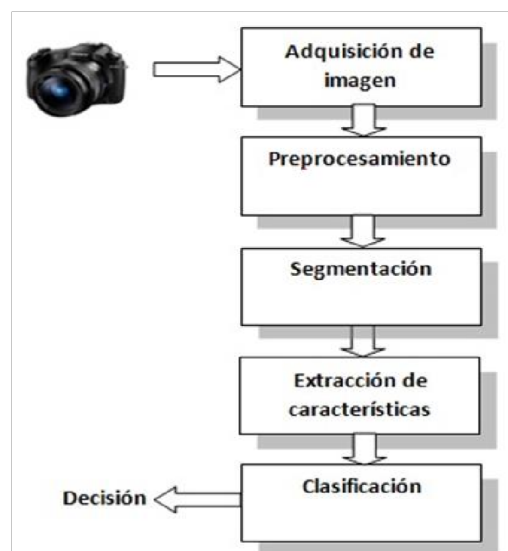 Adquisición de
imagen
Preprocesamiento
Segmentación
Extracción de
características
Clasificación
Decisión